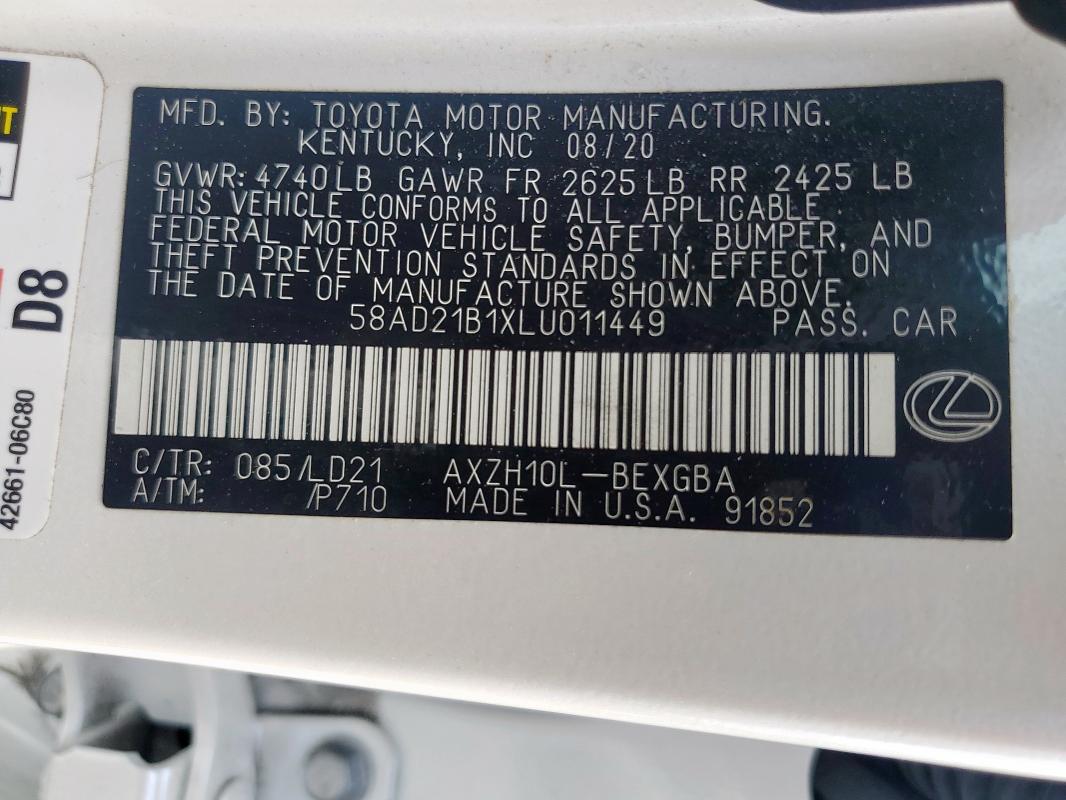 MFD. BY: TOYOTA MOTOR MANUFACTURING.
KENTUCKY, INC 08/20
GVWR: 4740LB GAWR FR 2625LB RR 2425 LB
THIS VEHICLE CONFORMS TO ALL APPLICABLE
FEDERAL MOTOR VEHICLE SAFETY, BUMPER, AND
THEFT PREVENTION STANDARDS IN EFFECT ON
THE DATE OF MANUFACTURE SHOWN ABOVE.
58AD21B1XLU011449 PASS. CAR
C/TR: 085/LD21 AXZH10L-BEXGBA
A/TM: /P710 MADE IN U.S.A. 91852
D8
42661-06C80